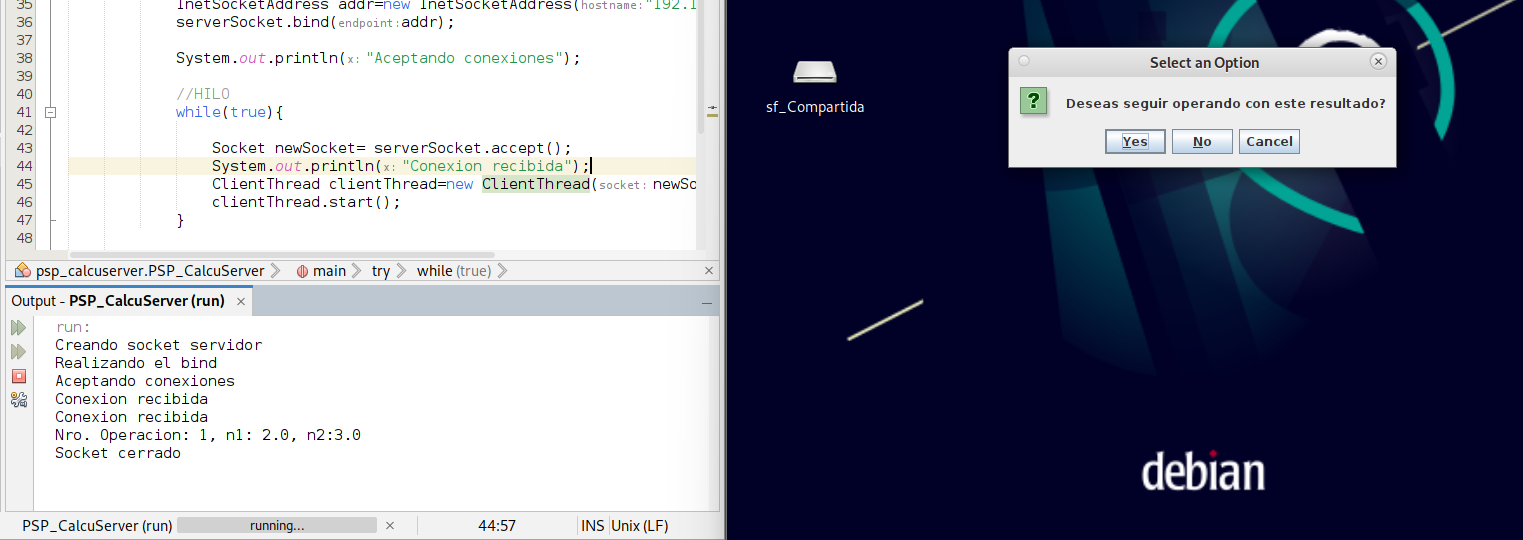 35 InetSocketAddress addr=new InetSocketAddress(hostname:"192.1
36 serverSocket.bind(endpoint:addr);
37
38 System.out.println(x:"Aceptando conexiones");
39
40 //HILO
41 while(true){
42
43 Socket newSocket= serverSocket.accept();
44 System.out.println(x:"Conexion recibida");
45 ClientThread clientThread=new ClientThread(socket:newSo
46 clientThread.start();
47 }
48
psp_calcuserver.PSP_CalcuServer main try while (true)
Output - PSP_CalcuServer (run)
run:
Creando socket servidor
Realizando el bind
Aceptando conexiones
Conexion recibida
Conexion recibida
Nro. Operacion: 1, n1: 2.0, n2:3.0
Socket cerrado
PSP_CalcuServer (run) running... 44:57 INS Unix (LF)
sf_Compartida
Select an Option
?
Deseas seguir operando con este resultado?
Yes No Cancel
debian